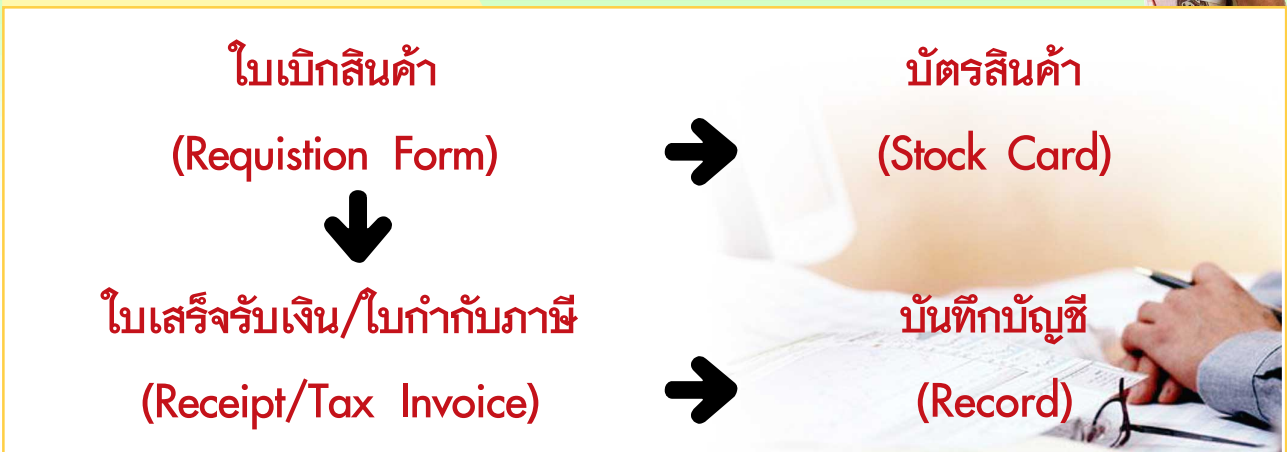 ใบเบิกสินค้า
(Requistion Form)
บัตรสินค้า
(Stock Card)
ใบเสร็จรับเงิน/ใบกำกับภาษี
(Receipt/Tax Invoice)
บันทึกบัญชี
(Record)